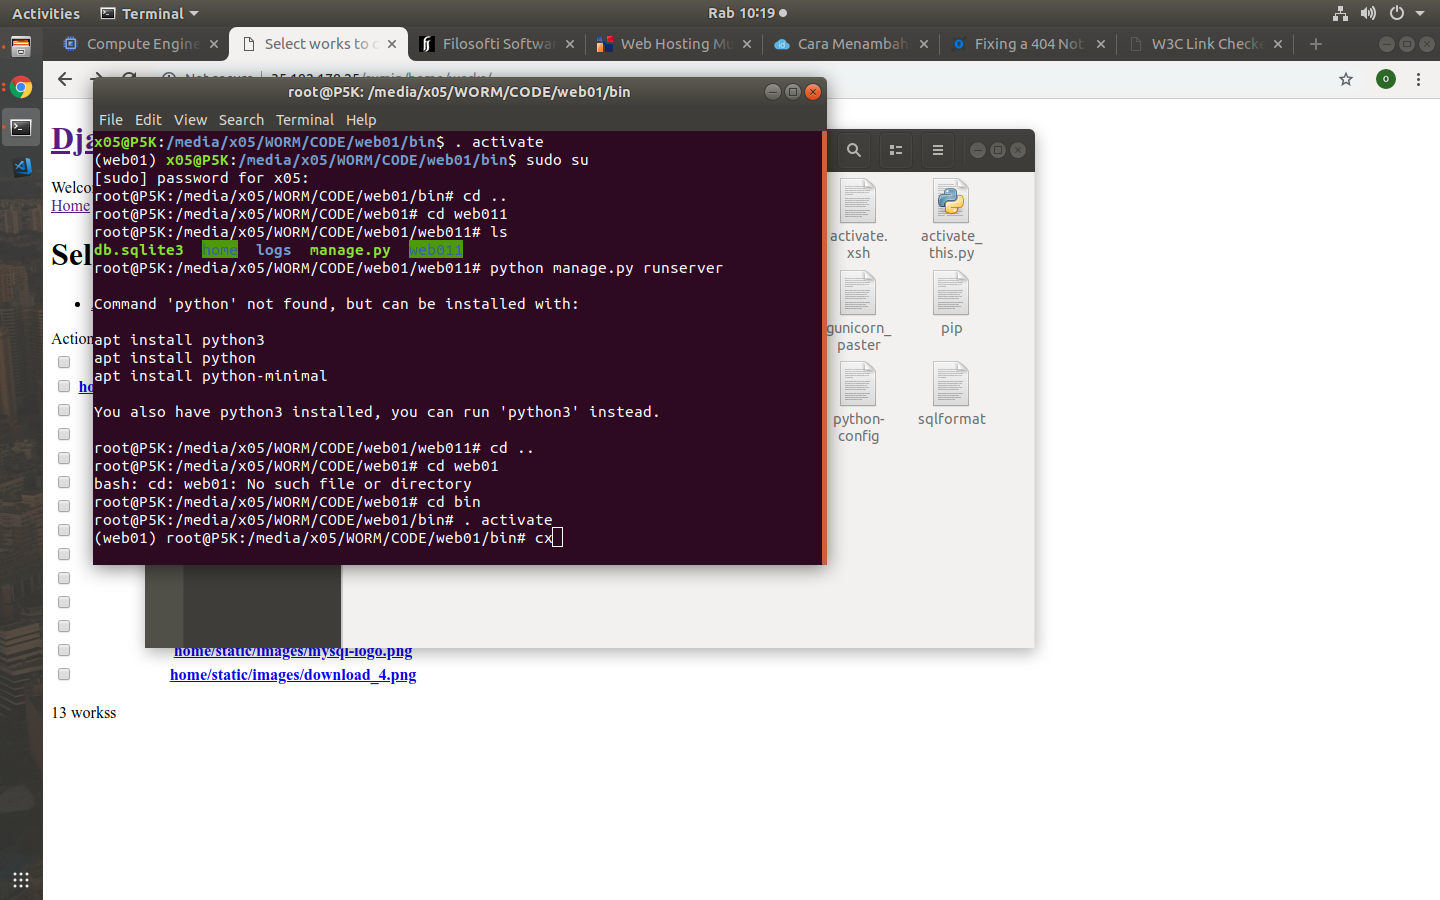 Activities
Terminal
Rab 10:19
Compute Engine
Select works to c
Filosofti Softwar
Web Hosting Mu
Cara Menambah
Fixing a 404 Not
W3C Link Checke
root@P5K: /media/x05/WORM/CODE/web01/bin
File Edit View Search Terminal Help
x05@P5K:/media/x05/WORM/CODE/web01/bin$ . activate
(web01) x05@P5K:/media/x05/WORM/CODE/web01/bin$ sudo su
[sudo] password for x05:
root@P5K:/media/x05/WORM/CODE/web01/bin# cd ..
root@P5K:/media/x05/WORM/CODE/web01# cd web011
root@P5K:/media/x05/WORM/CODE/web01/web011# ls
db.sqlite3 home logs manage.py web011
root@P5K:/media/x05/WORM/CODE/web01/web011# python manage.py runserver
Command 'python' not found, but can be installed with:
apt install python3
apt install python
apt install python-minimal
You also have python3 installed, you can run 'python3' instead.
root@P5K:/media/x05/WORM/CODE/web01/web011# cd ..
root@P5K:/media/x05/WORM/CODE/web01# cd web01
bash: cd: web01: No such file or directory
root@P5K:/media/x05/WORM/CODE/web01# cd bin
root@P5K:/media/x05/WORM/CODE/web01/bin# . activate
(web01) root@P5K:/media/x05/WORM/CODE/web01/bin# cx
Dja
Welco
Home
Sel
Action
ho
home/static/images/mysql-logo.png
home/static/images/download_4.png
13 workss
activate.
xsh
activate_
this.py
gunicorn_
paster
pip
python-
config
sqlformat